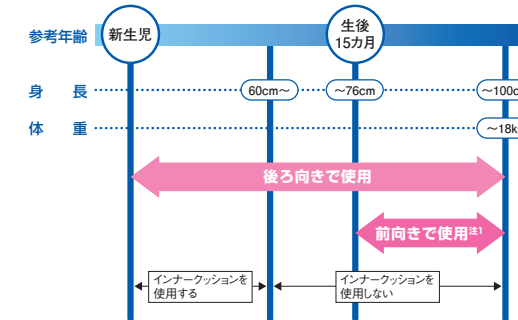 参考年齢
新生児
生後
15カ月
身 長
60cm~
~76cm
~100c
体 重
~18k
後ろ向きで使用
前向きで使用注1
インナークッションを
使用する
インナークッションを
使用しない